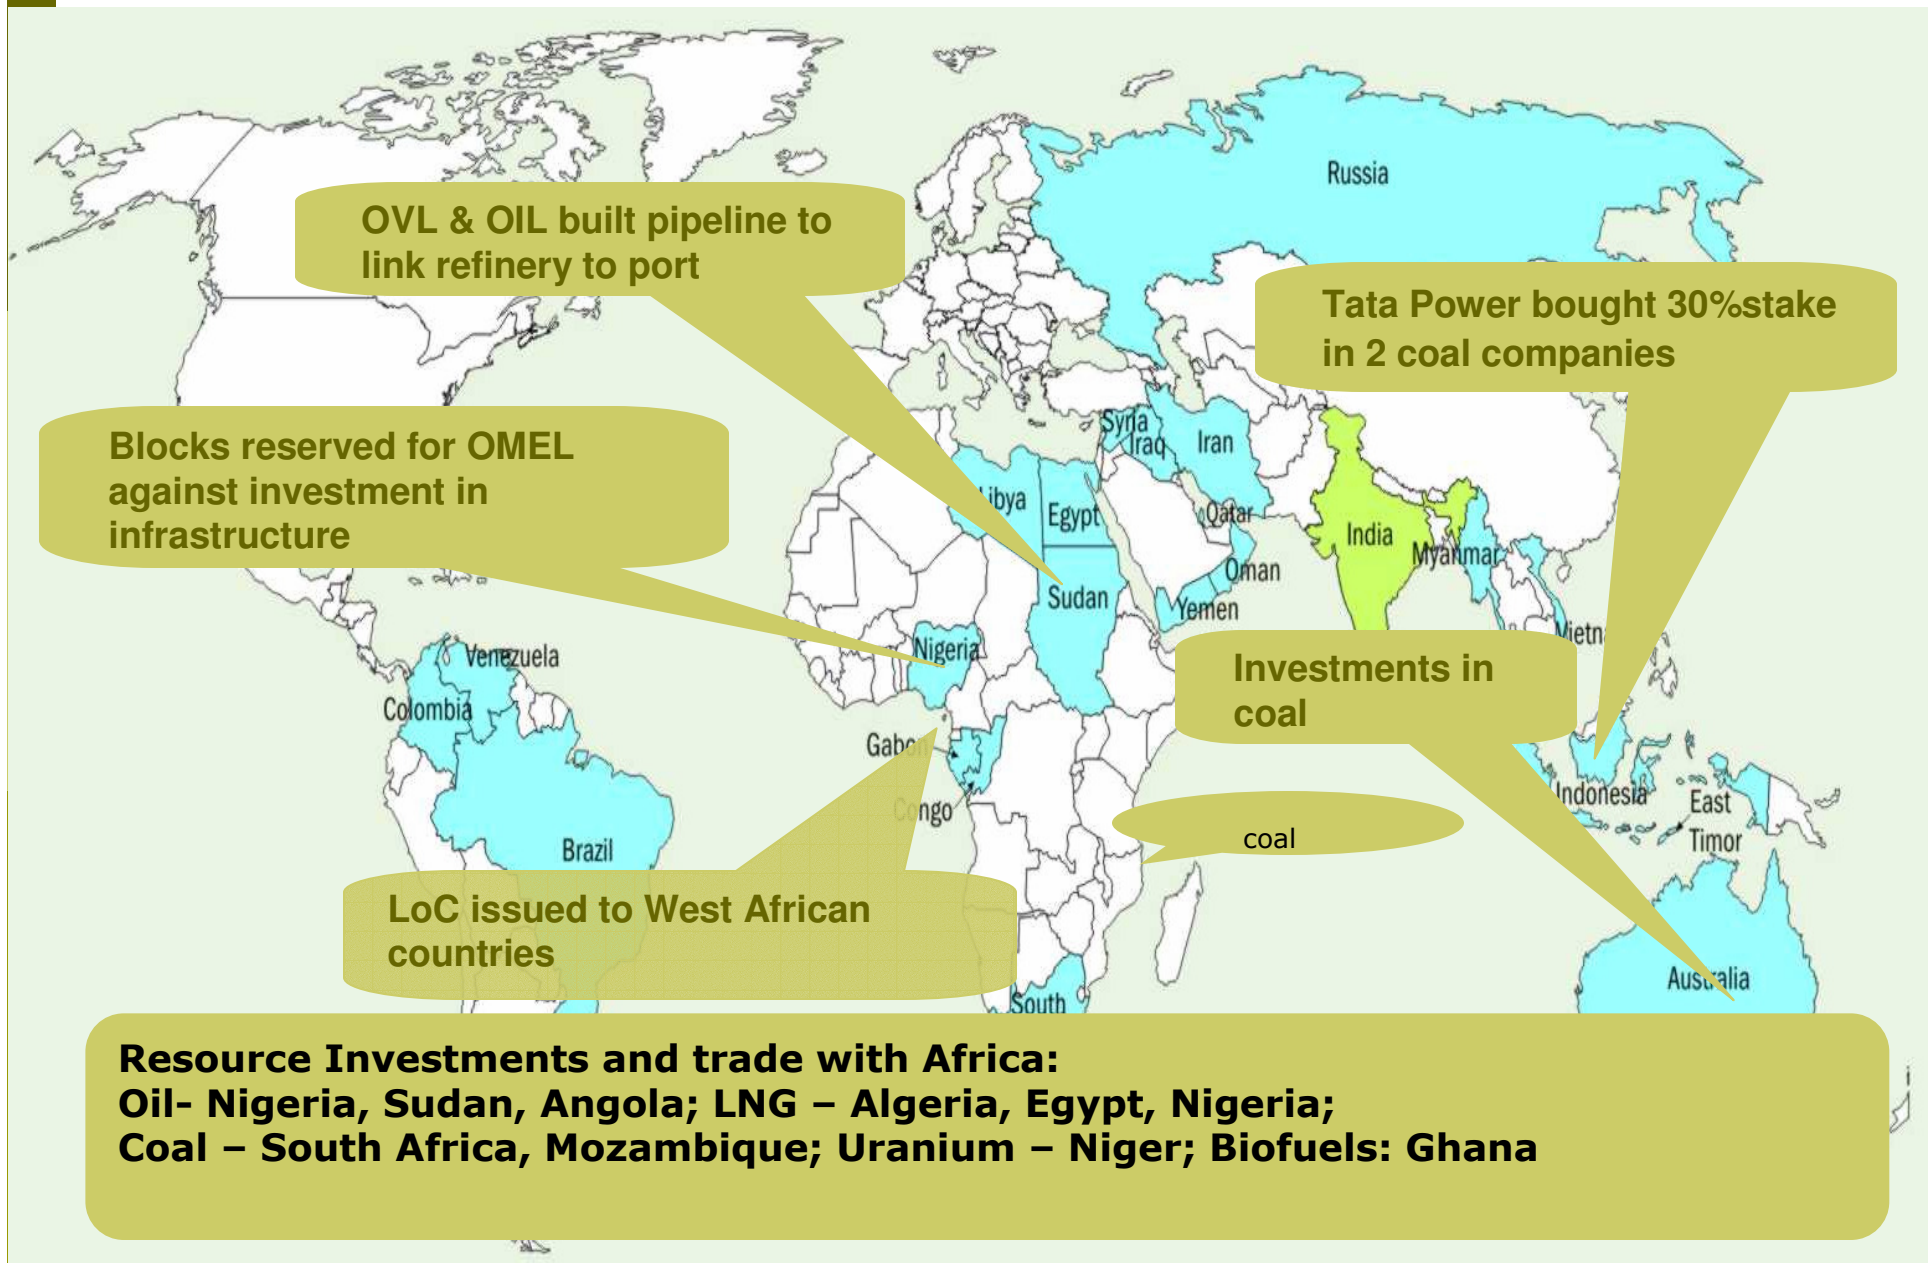 Russia
OVL & OIL built pipeline to
link refinery to port
Tata Power bought 30%stake
in 2 coal companies
Blocks reserved for OMEL
against investment in
infrastructure
Syria
Iraq
Iran
Libya
Egypt
Qatar
India
Myanmar
Oman
Sudan
Yemen
Vietn
Nigeria
Venezuela
Colombia
Investments in
coal
Gabon
Congo
Indonesia
East
Timor
coal
Brazil
LoC issued to West African
countries
Australia
South
Resource Investments and trade with Africa:
Oil- Nigeria, Sudan, Angola; LNG – Algeria, Egypt, Nigeria;
Coal – South Africa, Mozambique; Uranium – Niger; Biofuels: Ghana